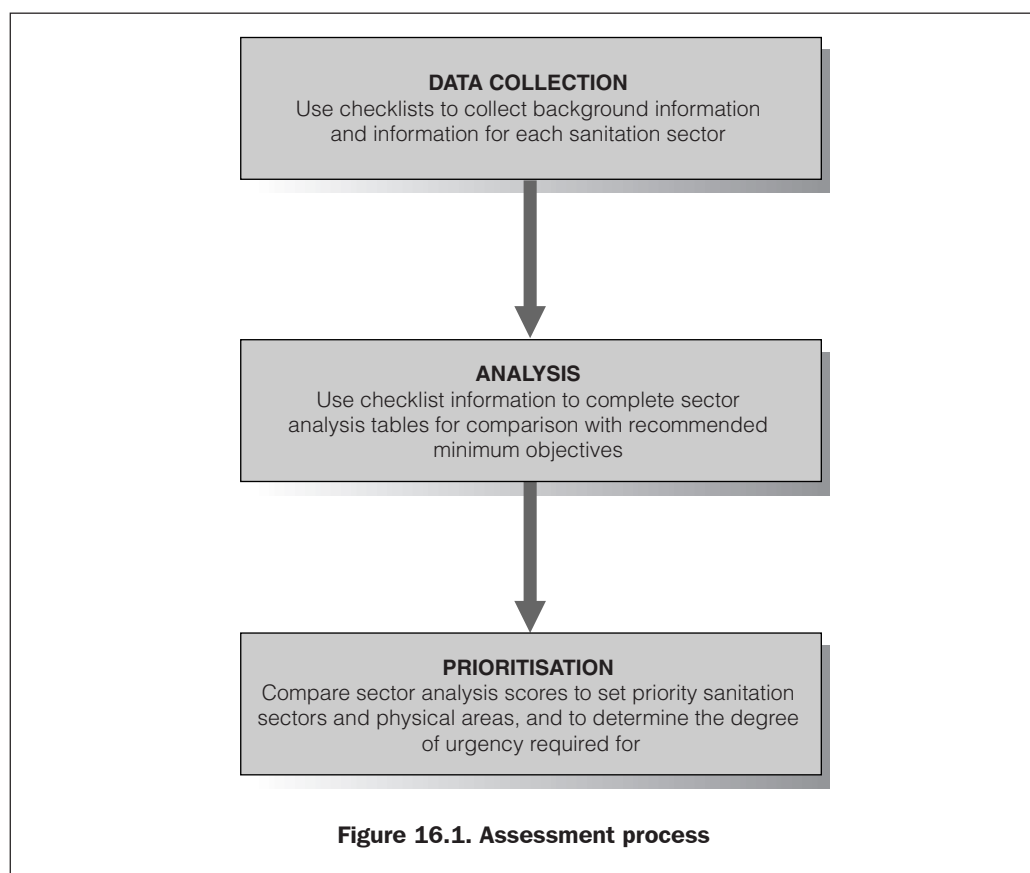 DATA COLLECTION
Use checklists to collect background information
and information for each sanitation sector
ANALYSIS
Use checklist information to complete sector
analysis tables for comparison with recommended
minimum objectives
PRIORITISATION
Compare sector analysis scores to set priority sanitation
sectors and physical areas, and to determine the degree
of urgency required for
Figure 16.1. Assessment process